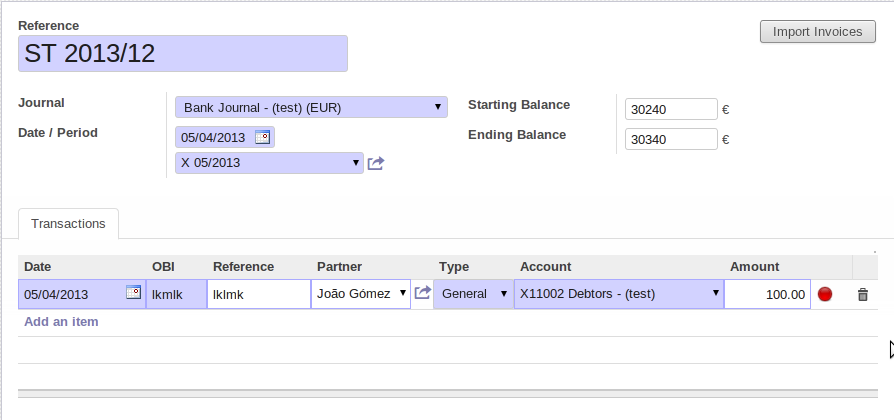 Reference
ST 2013/12
Import Invoices
Journal
Bank Journal - (test) (EUR)
Starting Balance
30240 €
Date / Period
05/04/2013
Ending Balance
30340 €
X 05/2013
Transactions
Date OBI Reference Partner Type Account Amount
05/04/2013 lkmlk lklmk João Gómez General X11002 Debtors - (test) 100.00
Add an item